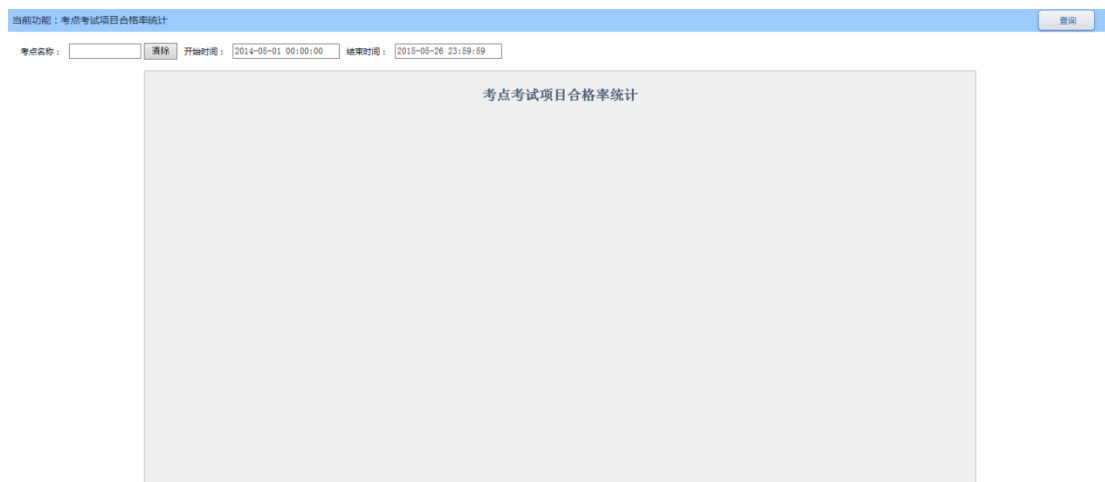 当前功能：考点考试项目合格率统计 查询
考点名称： 清除 开始时间： 2014-05-01 00:00:00 结束时间： 2015-05-26 23:59:59
考点考试项目合格率统计